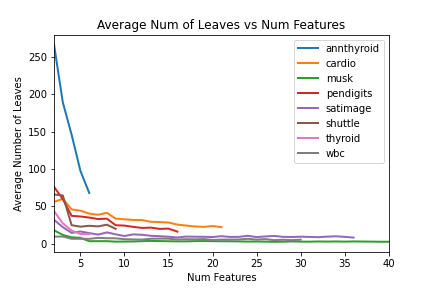 Average Num of Leaves vs Num Features
Average Number of Leaves
250
200
150
100
50
0
annthyroid
cardio
musk
pendigits
satimage
shuttle
thyroid
wbc
5 10 15 20 25 30 35 40
Num Features